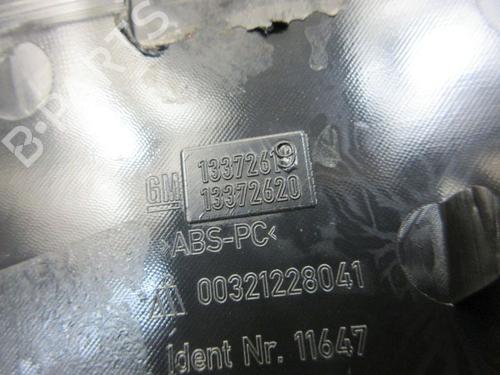 B-PARTS
GM
13372619
13372620
>ABS-PC<
00321228041
Ident Nr. 11647